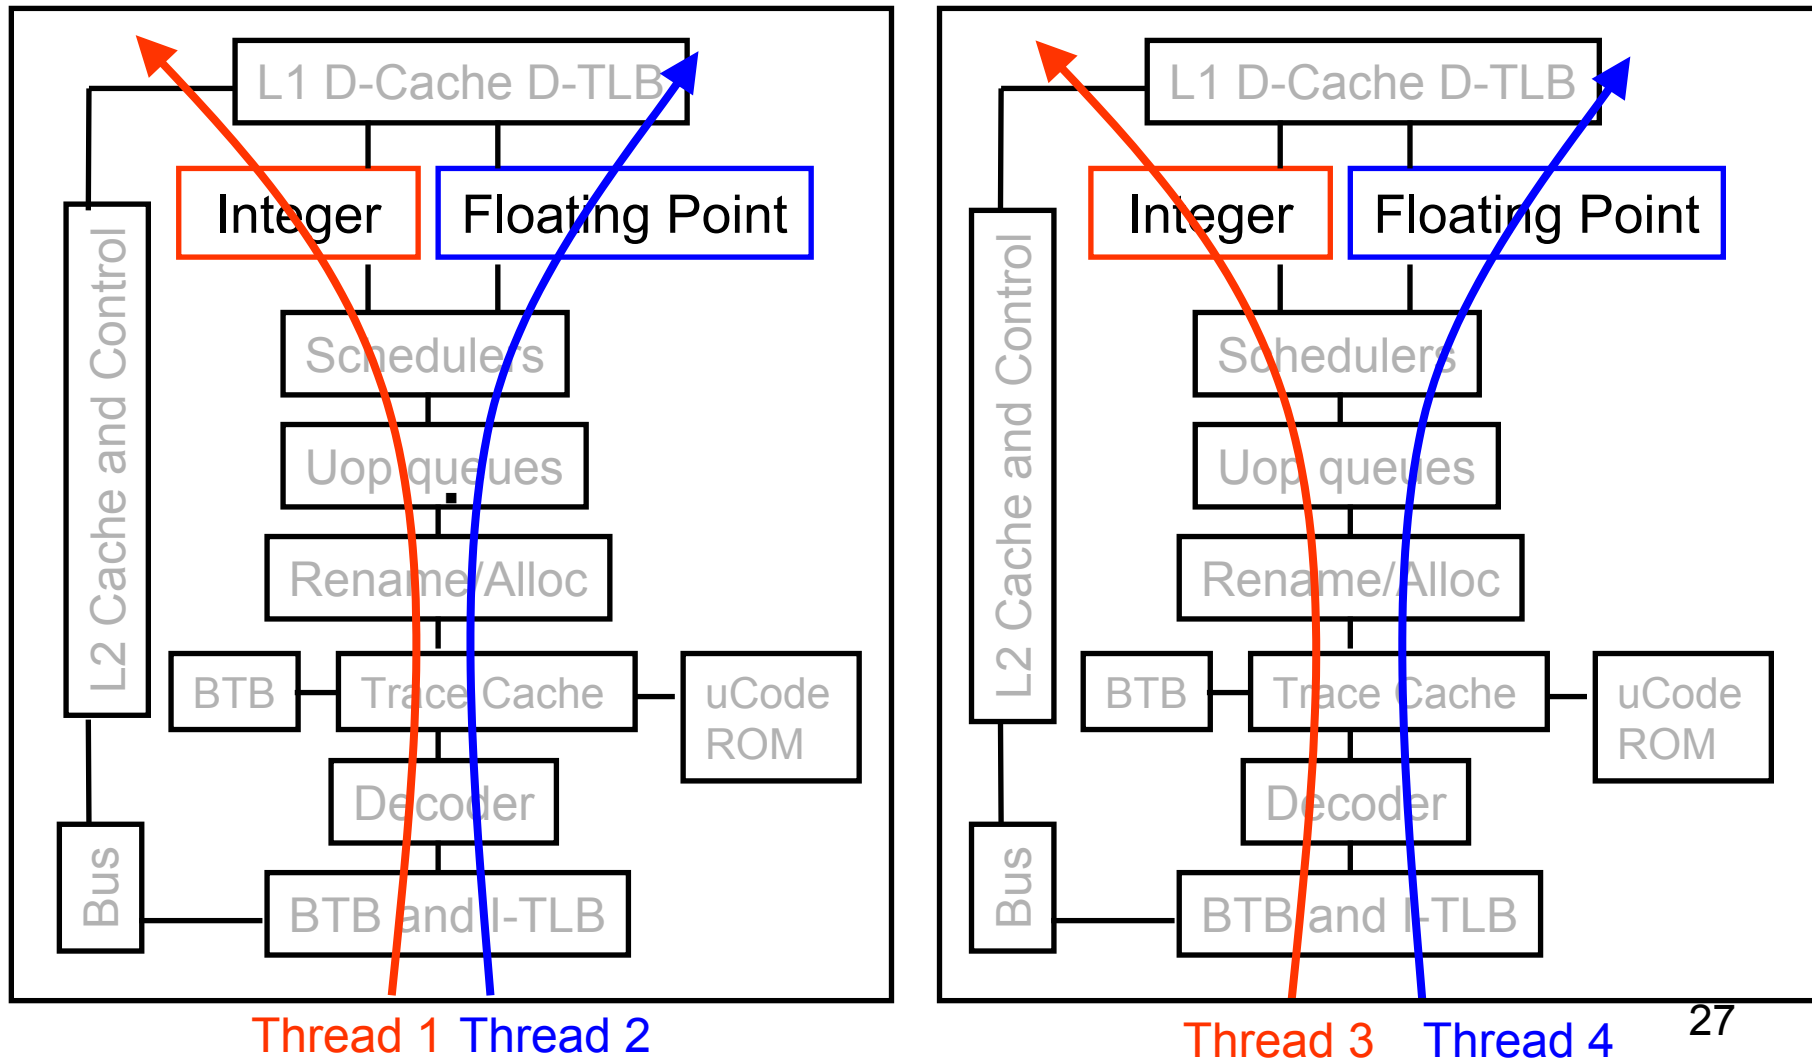 L1 D-Cache D-TLB
Integer
Floating Point
L2 Cache and Control
Schedulers
Uop queues
Rename/Alloc
BTB
Trace Cache
uCode
ROM
Decoder
Bus
BTB and I-TLB
Thread 1
Thread 2
L1 D-Cache D-TLB
Integer
Floating Point
L2 Cache and Control
Schedulers
Uop queues
Rename/Alloc
BTB
Trace Cache
uCode
ROM
Decoder
Bus
BTB and I-TLB
Thread 3
Thread 4
27